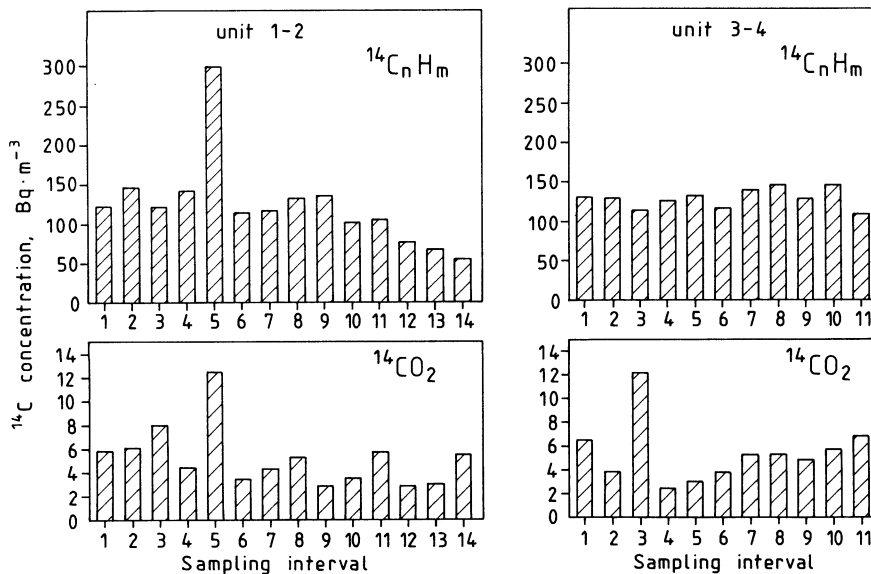 unit 1-2
¹⁴CₙHₘ
300
250
200
150
100
50
0
1 2 3 4 5 6 7 8 9 10 11 12 13 14
unit 3-4
¹⁴CₙHₘ
300
250
200
150
100
50
0
1 2 3 4 5 6 7 8 9 10 11
¹⁴C concentration, Bq·m⁻³
¹⁴CO₂
14
12
10
8
6
4
2
0
1 2 3 4 5 6 7 8 9 10 11 12 13 14
Sampling interval
¹⁴CO₂
14
12
10
8
6
4
2
0
1 2 3 4 5 6 7 8 9 10 11
Sampling interval